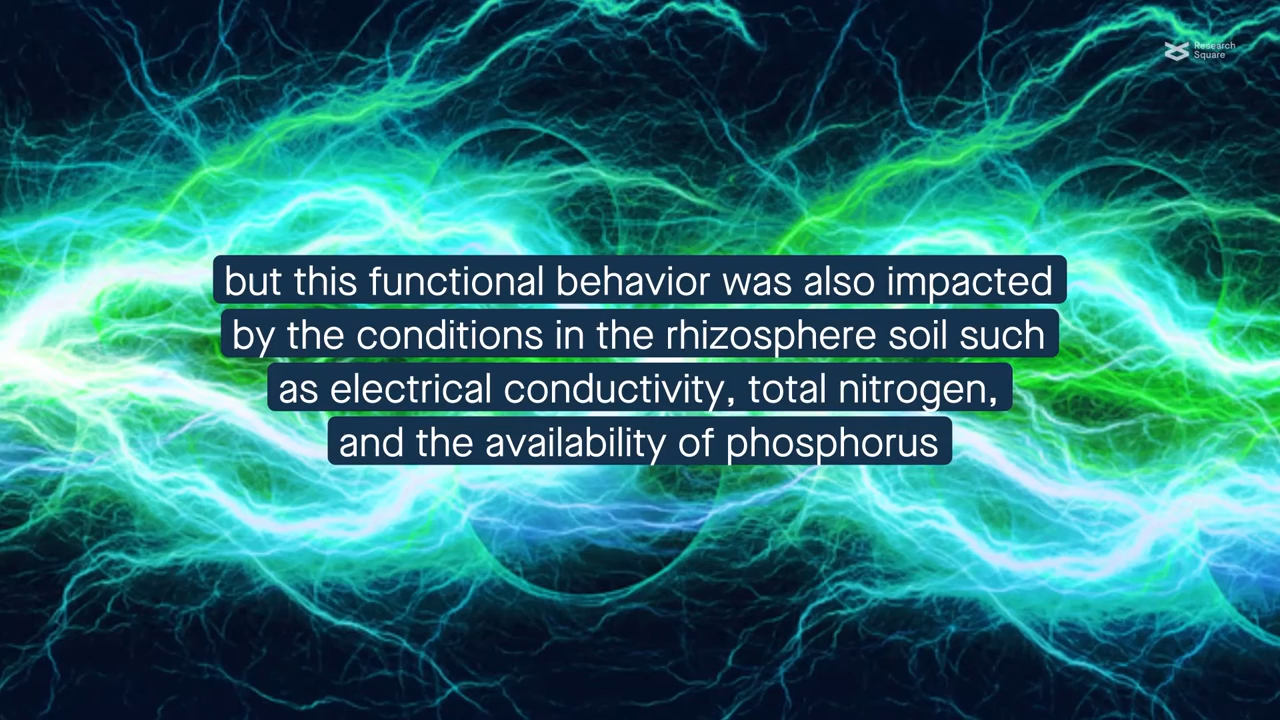 Research
Square
but this functional behavior was also impacted
by the conditions in the rhizosphere soil such
as electrical conductivity, total nitrogen,
and the availability of phosphorus